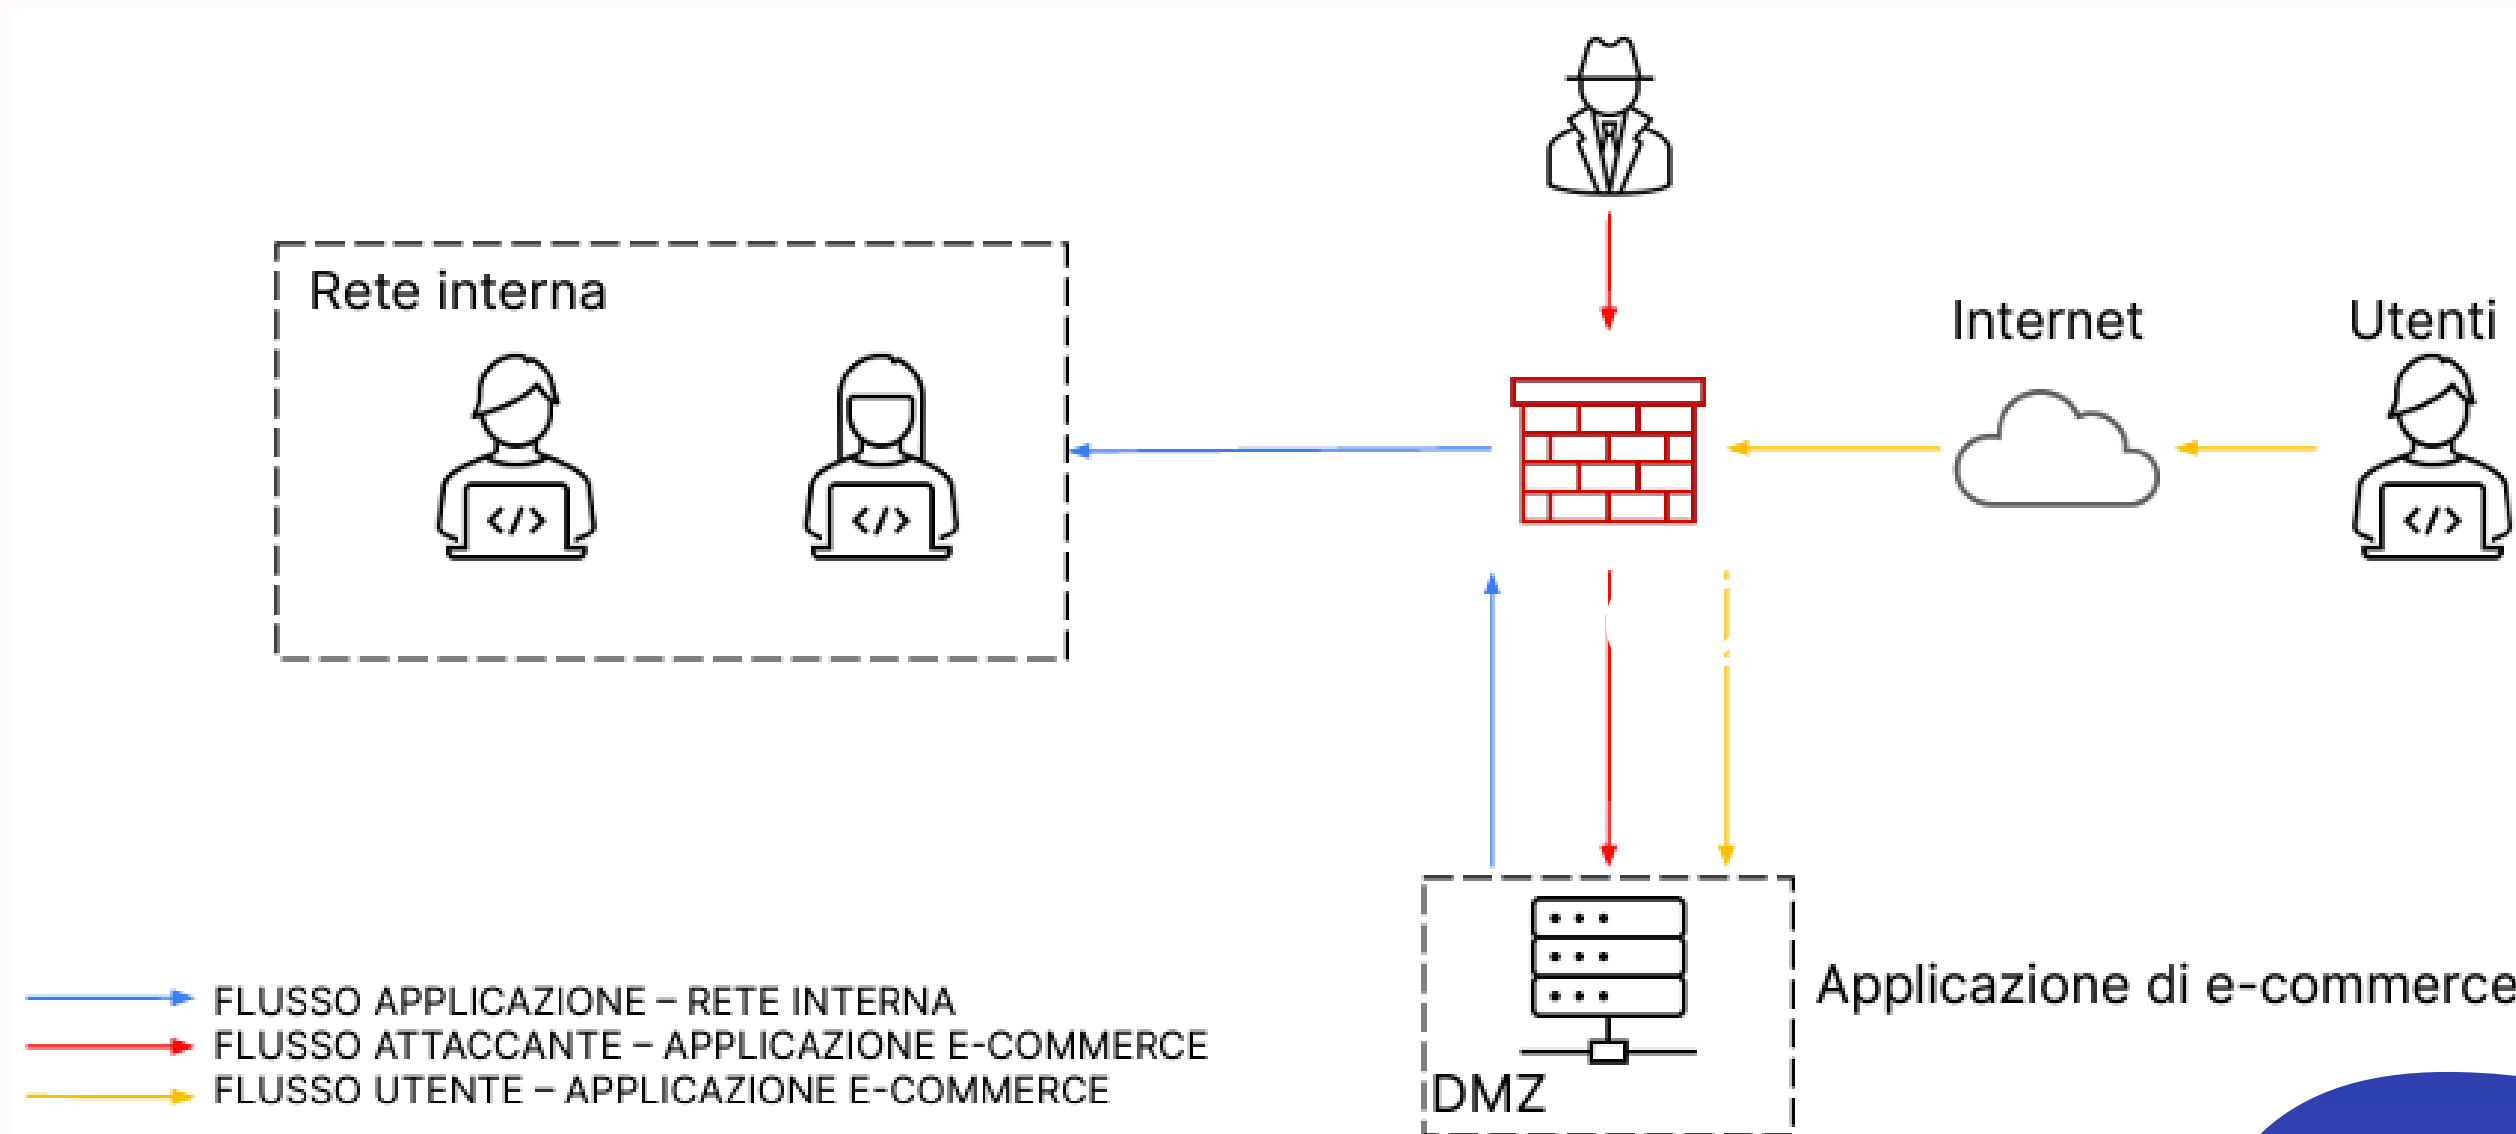 Rete interna
Internet
Utenti
</>
</>
</>
Applicazione di e-commerce
FLUSSO APPLICAZIONE – RETE INTERNA
FLUSSO ATTACCANTE – APPLICAZIONE E-COMMERCE
FLUSSO UTENTE – APPLICAZIONE E-COMMERCE
DMZ